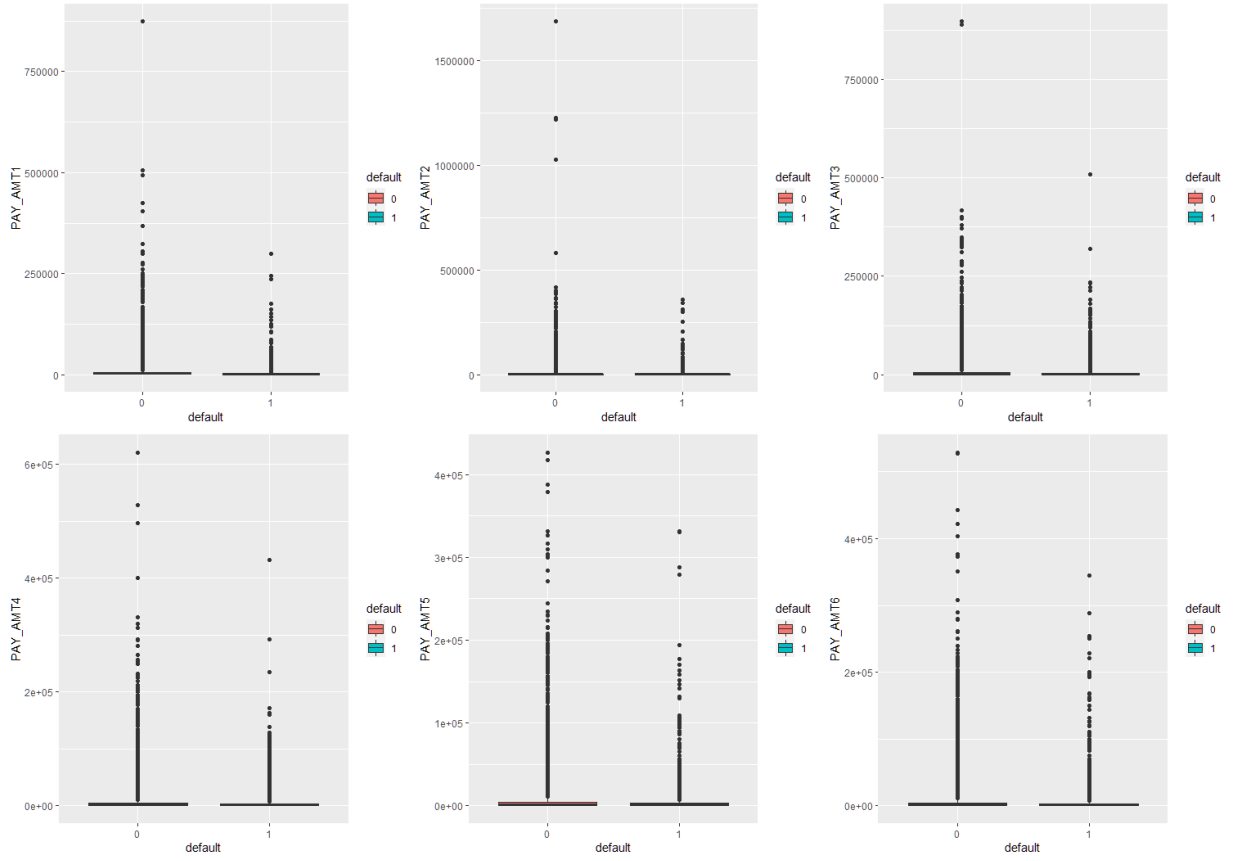 PAY_AMT1
750000
500000
250000
0
0
1
default
default
0
1
PAY_AMT2
1500000
1000000
500000
0
0
1
default
default
0
1
PAY_AMT3
750000
500000
250000
0
0
1
default
default
0
1
PAY_AMT4
6e+05
4e+05
2e+05
0e+00
0
1
default
default
0
1
PAY_AMT5
4e+05
3e+05
2e+05
1e+05
0e+00
0
1
default
default
0
1
PAY_AMT6
4e+05
2e+05
0e+00
0
1
default
default
0
1